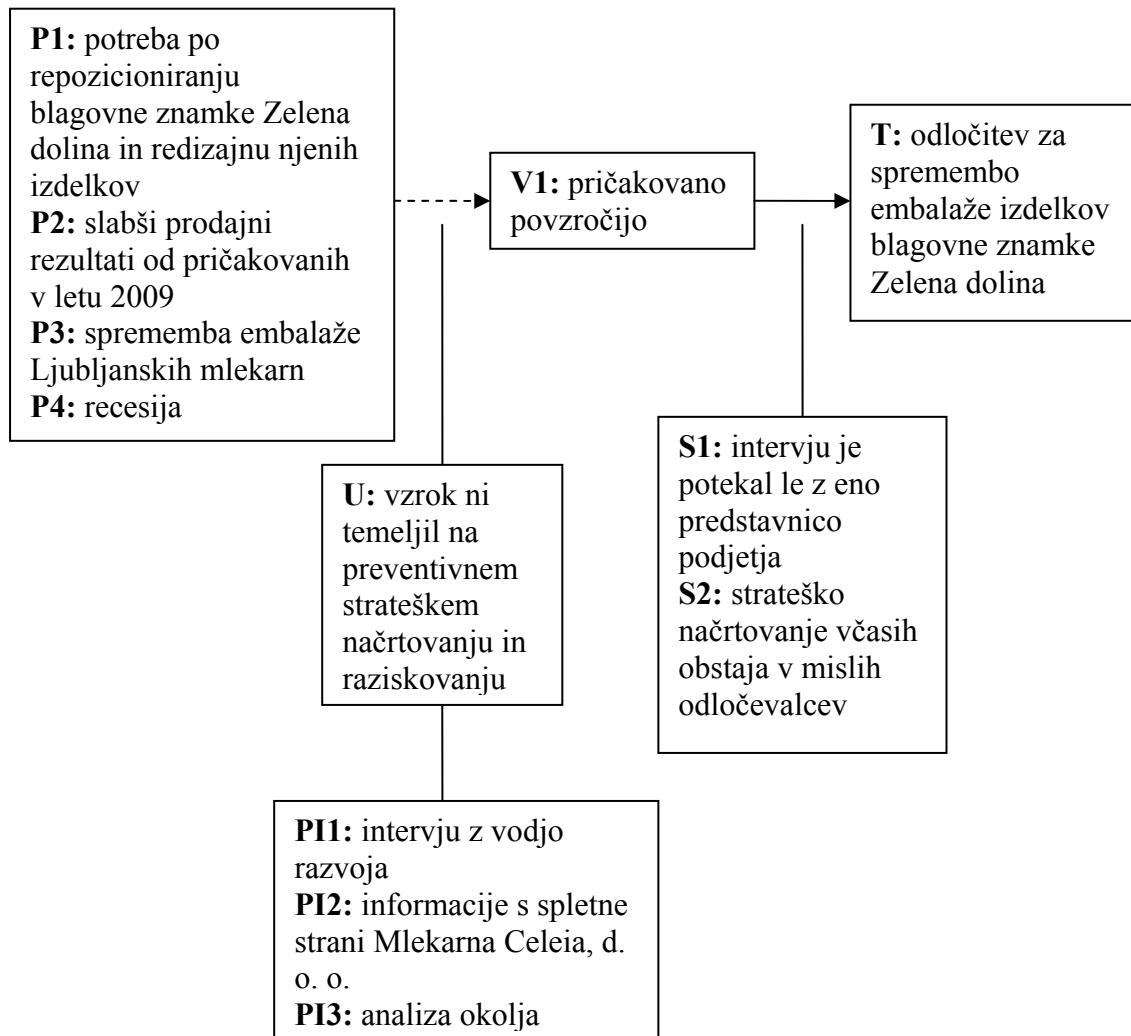 P1: potreba po
repozicioniranju
blagovne znamke Zelena
dolina in redizajnu njenih
izdelkov
P2: slabši prodajni
rezultati od pričakovanih
v letu 2009
P3: sprememba embalaže
Ljubljanskih mlekarn
P4: recesija
V1: pričakovano
povzročijo
T: odločitev za
spremembo
embalaže izdelkov
blagovne znamke
Zelena dolina
U: vzrok ni
temeljil na
preventivnem
strateškem
načrtovanju in
raziskovanju
S1: intervju je
potekal le z eno
predstavnico
podjetja
S2: strateško
načrtovanje včasih
obstaja v mislih
odločevalcev
PI1: intervju z vodjo
razvoja
PI2: informacije s spletne
strani Mlekarna Celeia, d.
o. o.
PI3: analiza okolja